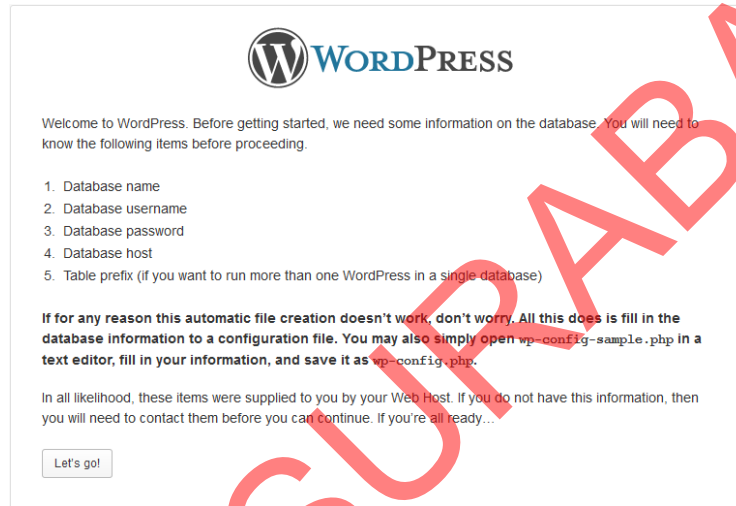 WORDPRESS
Welcome to WordPress. Before getting started, we need some information on the database. You will need to
know the following items before proceeding.
1. Database name
2. Database username
3. Database password
4. Database host
5. Table prefix (if you want to run more than one WordPress in a single database)
If for any reason this automatic file creation doesn't work, don't worry. All this does is fill in the
database information to a configuration file. You may also simply open wp-config-sample.php in a
text editor, fill in your information, and save it as wp-config.php.
In all likelihood, these items were supplied to you by your Web Host. If you do not have this information, then
you will need to contact them before you can continue. If you're all ready…
Let's go!
SURABA